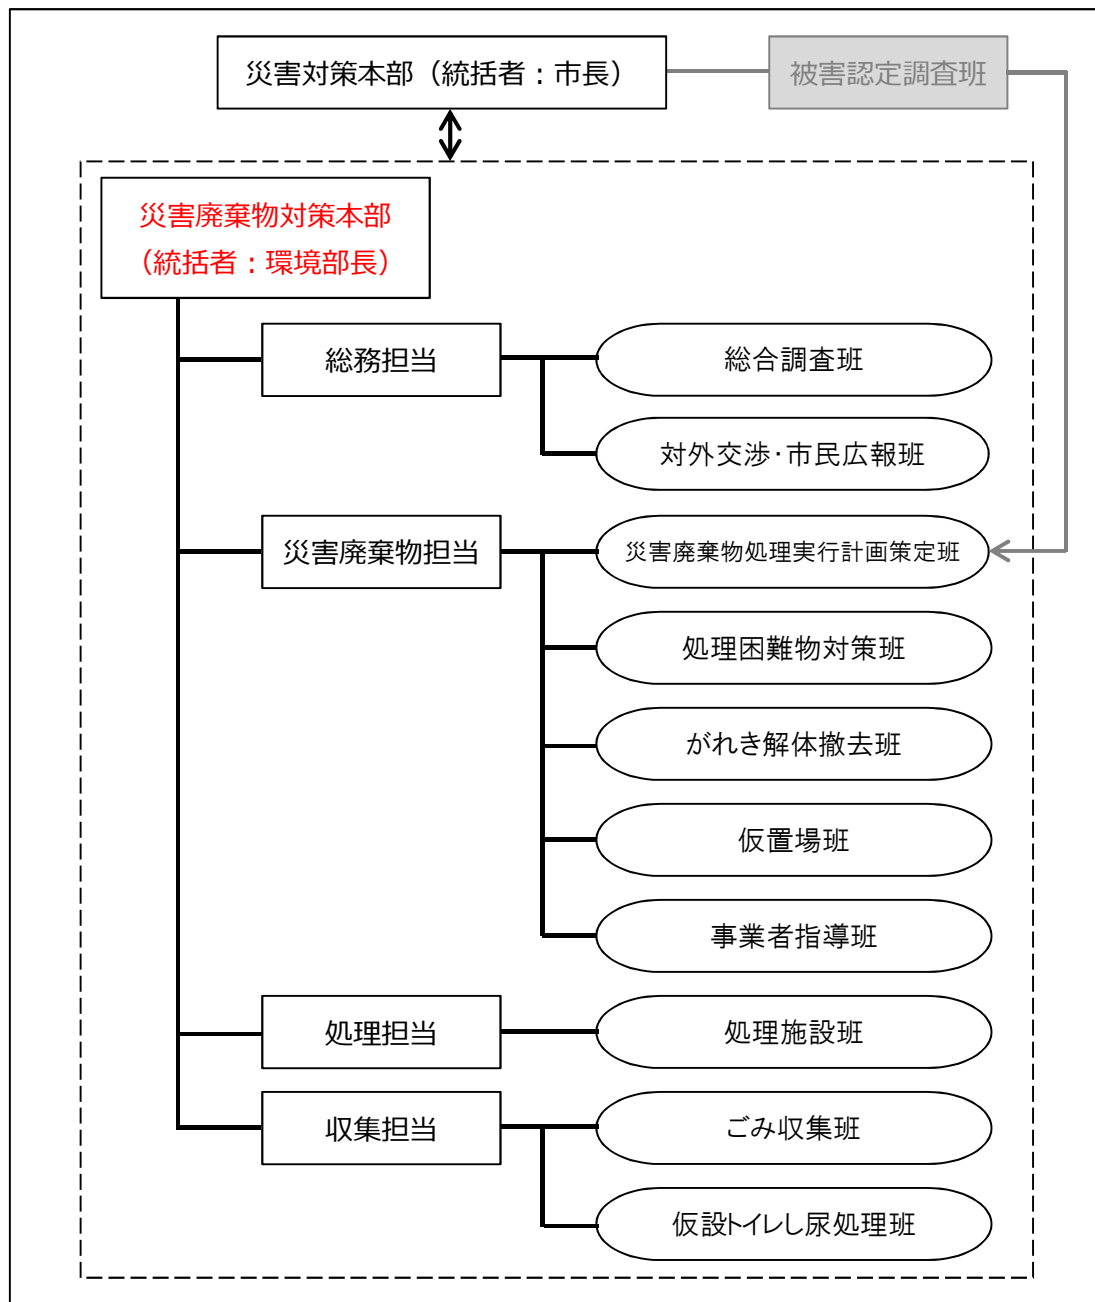 災害対策本部（統括者：市長）
被害認定調査班
災害廃棄物対策本部
（統括者：環境部長）
総務担当
総合調査班
対外交渉・市民広報班
災害廃棄物担当
災害廃棄物処理実行計画策定班
処理困難物対策班
がれき解体撤去班
仮置場班
事業者指導班
処理担当
処理施設班
収集担当
ごみ収集班
仮設トイレし尿処理班